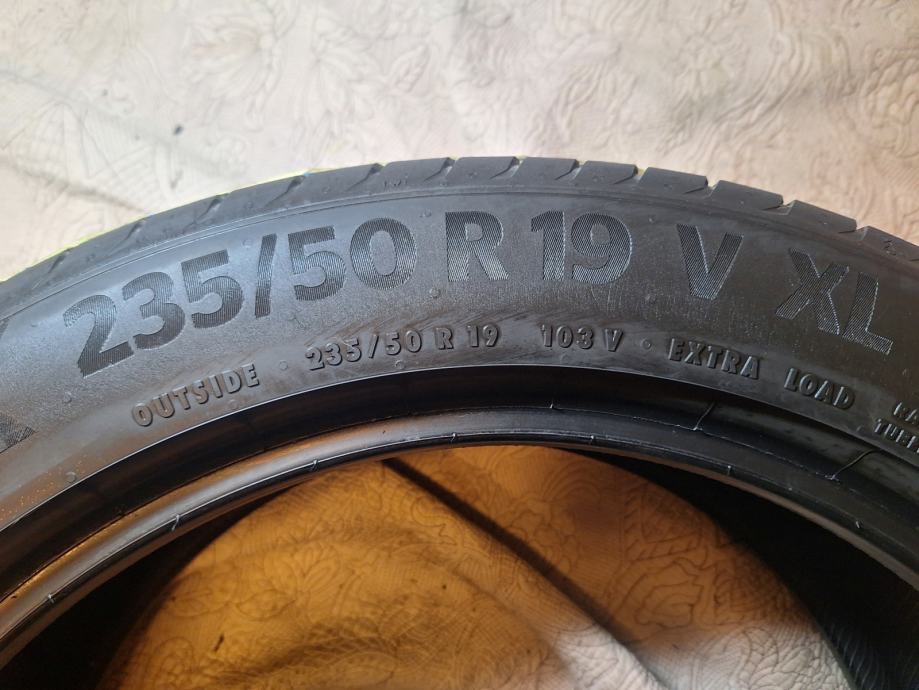 235/50 R 19 V XL
OUTSIDE · 235/50 R 19 103 V · EXTRA LOAD